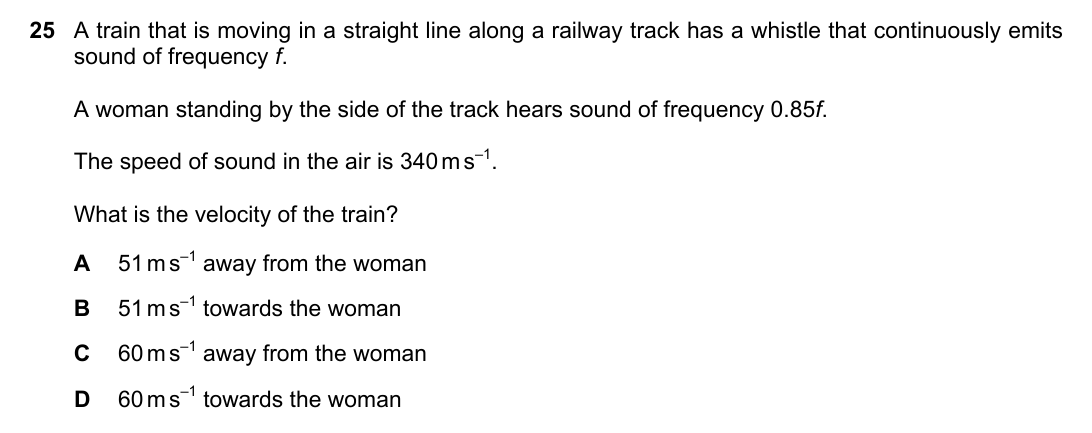 25 A train that is moving in a straight line along a railway track has a whistle that continuously emits
sound of frequency f.
A woman standing by the side of the track hears sound of frequency 0.85f.
The speed of sound in the air is 340 m s⁻¹.
What is the velocity of the train?
A 51 m s⁻¹ away from the woman
B 51 m s⁻¹ towards the woman
C 60 m s⁻¹ away from the woman
D 60 m s⁻¹ towards the woman